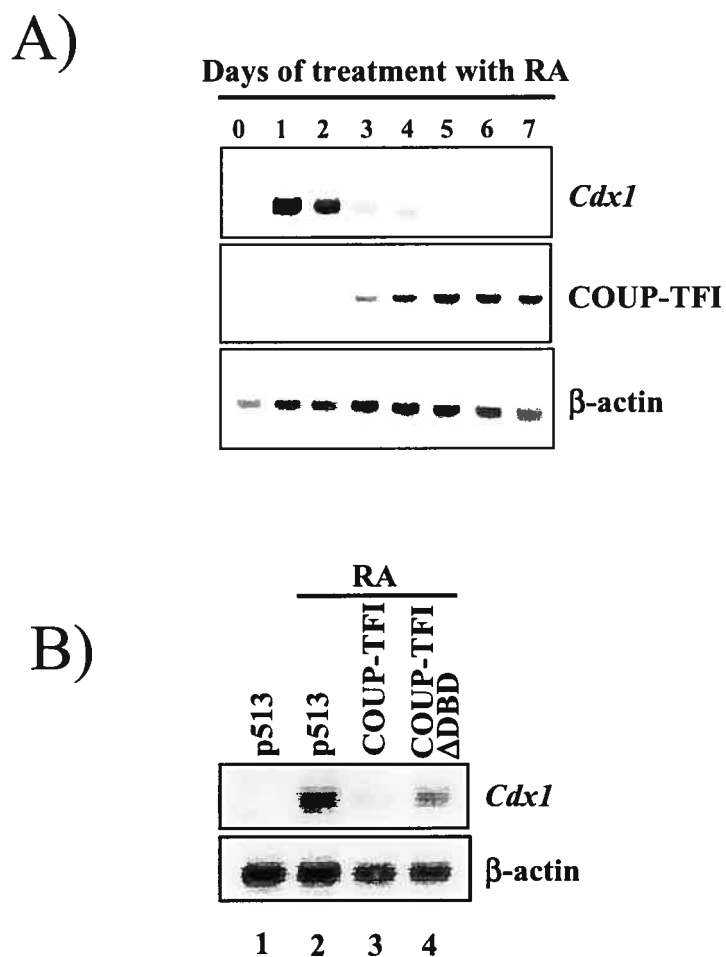 A)
Days of treatment with RA
0 1 2 3 4 5 6 7
Cdx1
COUP-TFI
β-actin
B)
RA
p513
p513
COUP-TFI
COUP-TFI
ΔDBD
Cdx1
β-actin
1 2 3 4